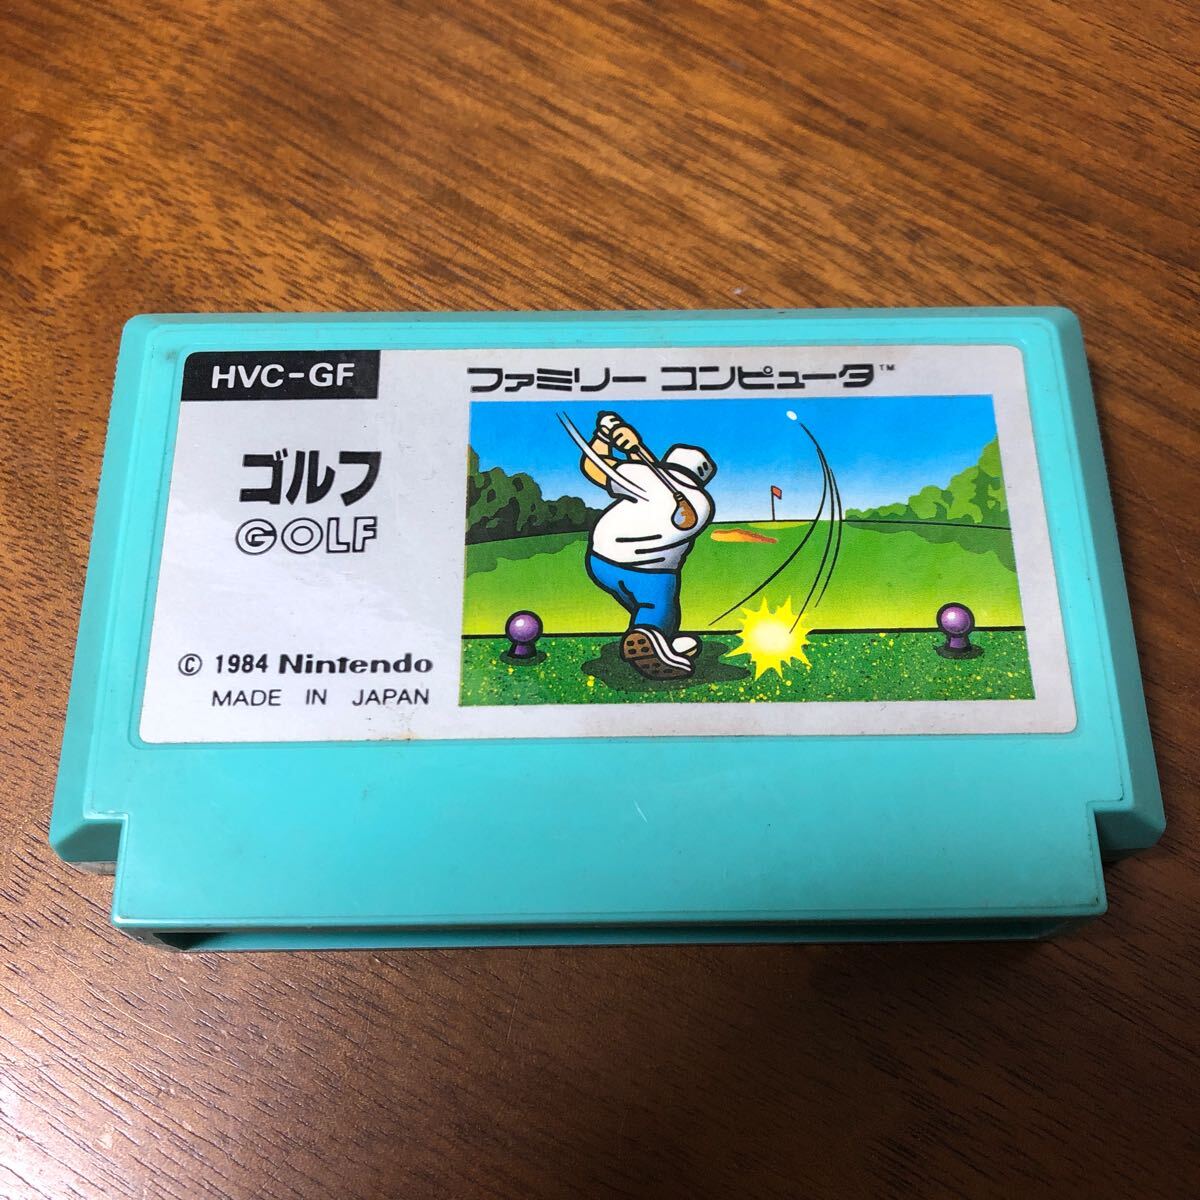 HVC-GF
ファミリー コンピュータ™
ゴルフ
GOLF
© 1984 Nintendo
MADE IN JAPAN